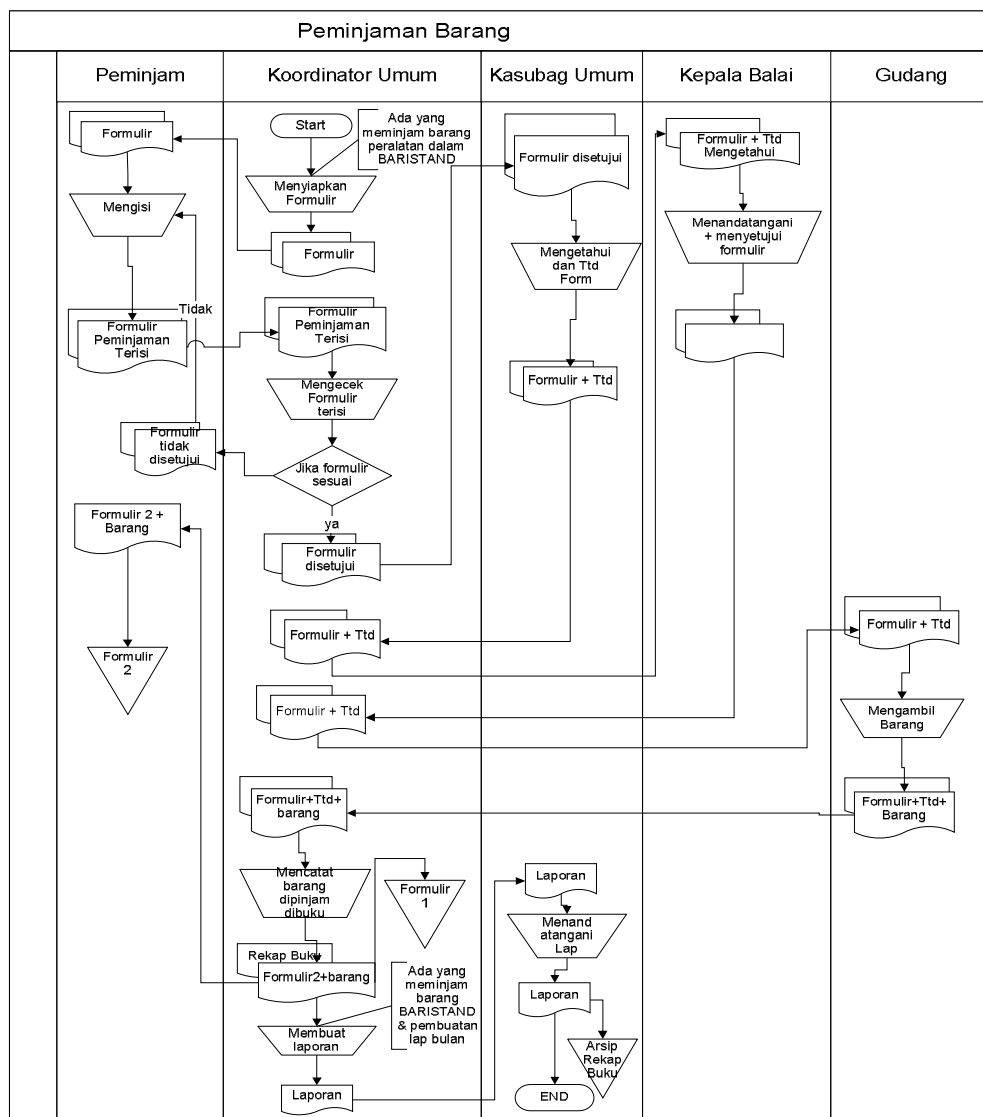 Peminjaman Barang
Peminjam
Koordinator Umum
Kasubag Umum
Kepala Balai
Gudang
Formulir
Mengisi
Tidak
Formulir
Peminjaman
Terisi
Formulir
tidak
disetujui
Formulir 2 +
Barang
Formulir
2
Start
Ada yang
meminjam barang
peralatan dalam
BARISTAND
Menyiapkan
Formulir
Formulir
Formulir
Peminjaman
Terisi
Mengecek
Formulir
terisi
Jika formulir
sesuai
ya
Formulir
disetujui
Formulir + Ttd
Formulir + Ttd
Formulir+Ttd+
barang
Mencatat
barang
dipinjam
dibuku
Formulir
1
Rekap Buku
Formulir2+barang
Ada yang
meminjam
barang
BARISTAND
& pembuatan
lap bulan
Membuat
laporan
Laporan
Formulir disetujui
Mengetahui
dan Ttd
Form
Formulir + Ttd
Laporan
Menand
atangani
Lap
Laporan
Arsip
Rekap
Buku
END
Formulir + Ttd
Mengetahui
Menandatangani
+ menyetujui
formulir
Formulir + Ttd
Mengambil
Barang
Formulir+Ttd+
Barang